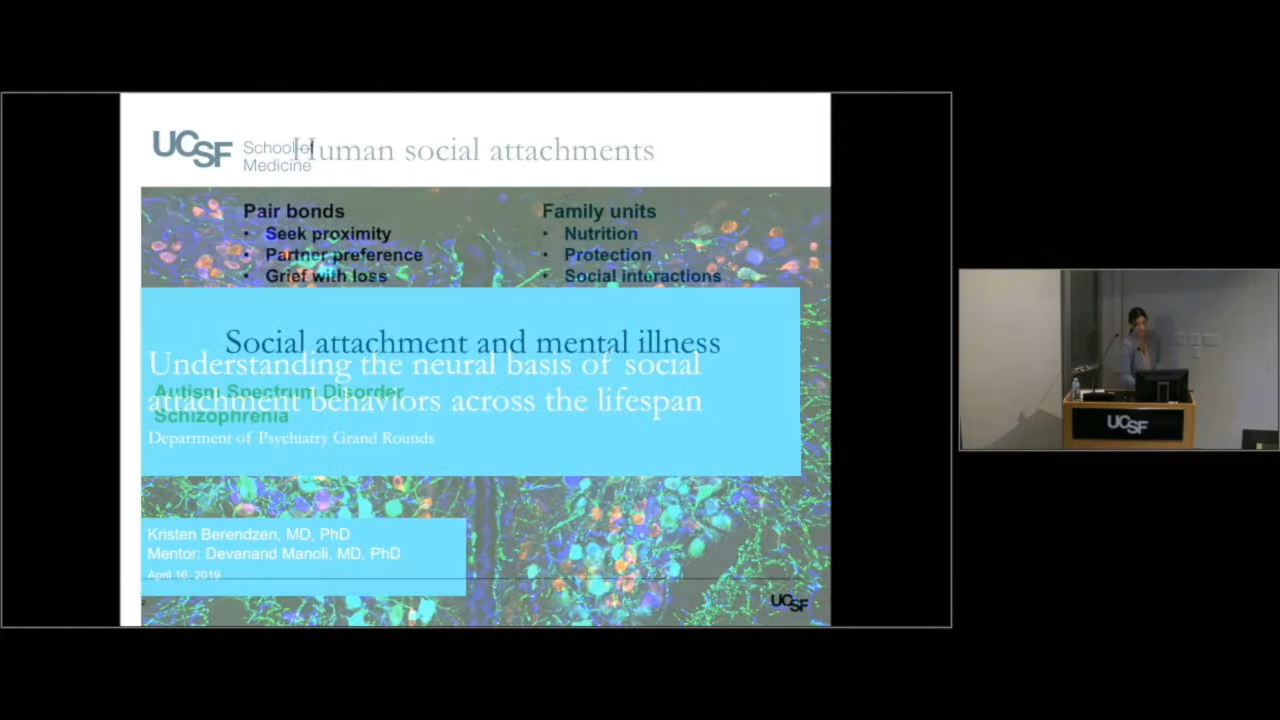 UCSF
School of
Medicine
Human social attachments
Pair bonds
• Seek proximity
• Partner preference
• Grief with loss
Family units
• Nutrition
• Protection
• Social interactions
Social attachment and mental illness
Understanding the neural basis of social
attachment behaviors across the lifespan
Autism Spectrum Disorder
Schizophrenia
Department of Psychiatry Grand Rounds
Kristen Berendzen, MD, PhD
Mentor: Devanand Manoli, MD, PhD
April 16, 2019
2
UCSF
UCSF